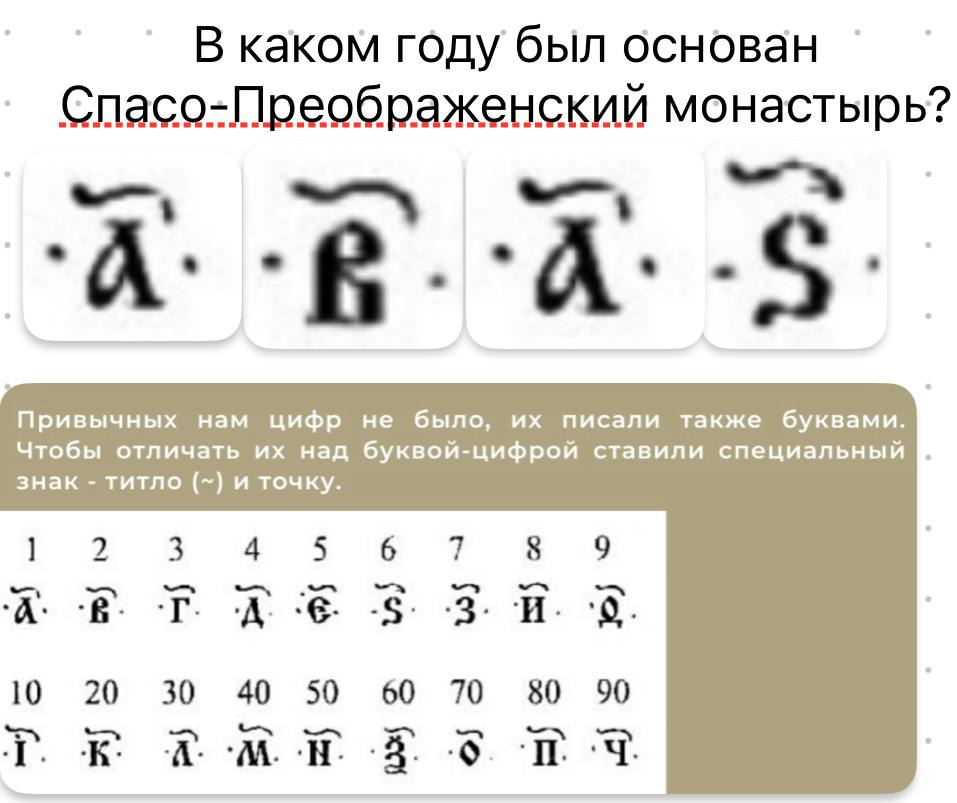 В каком году был основан
Спасо-Преображенский монастырь?
·А҃· ·В҃· ·А҃· ·Ѕ҃·
Привычных нам цифр не было, их писали также буквами.
Чтобы отличать их над буквой-цифрой ставили специальный
знак - титло (~) и точку.
1 2 3 4 5 6 7 8 9
·А҃· ·В҃· ·Г҃· ·Д҃· ·Є҃· ·Ѕ҃· ·З҃· ·И҃· ·Ѳ҃·
10 20 30 40 50 60 70 80 90
·І҃· ·К҃· ·Л҃· ·М҃· ·Н҃· ·Ѯ҃· ·О҃· ·П҃· ·Ч҃·